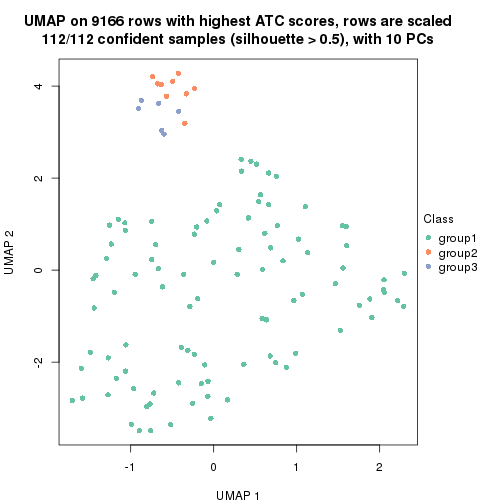 UMAP on 9166 rows with highest ATC scores, rows are scaled
112/112 confident samples (silhouette > 0.5), with 10 PCs
4
2
0
-2
UMAP 2
-1
0
1
2
UMAP 1
Class
group1
group2
group3